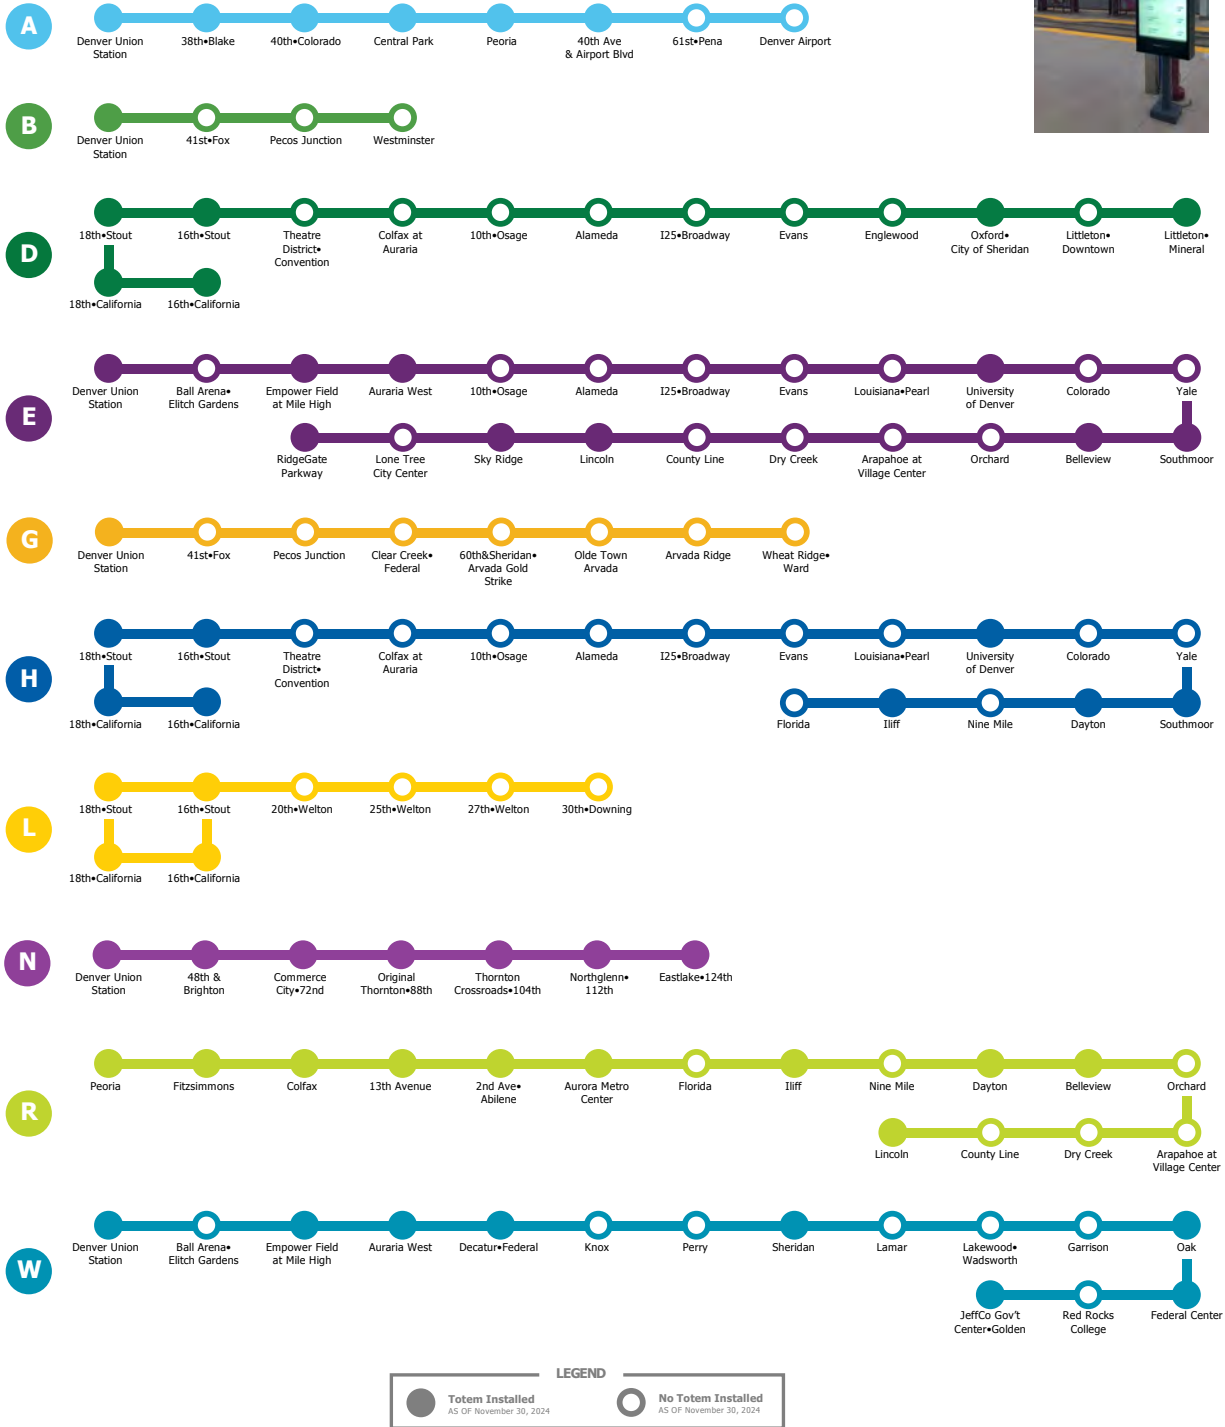 A
Denver Union
Station
38th•Blake
40th•Colorado
Central Park
Peoria
40th Ave
& Airport Blvd
61st•Pena
Denver Airport
B
Denver Union
Station
41st•Fox
Pecos Junction
Westminster
D
18th•Stout
16th•Stout
Theatre
District•
Convention
Colfax at
Auraria
10th•Osage
Alameda
I25•Broadway
Evans
Englewood
Oxford•
City of Sheridan
Littleton•
Downtown
Littleton•
Mineral
18th•California
16th•California
E
Denver Union
Station
Ball Arena•
Elitch Gardens
Empower Field
at Mile High
Auraria West
10th•Osage
Alameda
I25•Broadway
Evans
Louisiana•Pearl
University
of Denver
Colorado
Yale
RidgeGate
Parkway
Lone Tree
City Center
Sky Ridge
Lincoln
County Line
Dry Creek
Arapahoe at
Village Center
Orchard
Belleview
Southmoor
G
Denver Union
Station
41st•Fox
Pecos Junction
Clear Creek•
Federal
60th&Sheridan•
Arvada Gold
Strike
Olde Town
Arvada
Arvada Ridge
Wheat Ridge•
Ward
H
18th•Stout
16th•Stout
Theatre
District•
Convention
Colfax at
Auraria
10th•Osage
Alameda
I25•Broadway
Evans
Louisiana•Pearl
University
of Denver
Colorado
Yale
18th•California
16th•California
Florida
Iliff
Nine Mile
Dayton
Southmoor
L
18th•Stout
16th•Stout
20th•Welton
25th•Welton
27th•Welton
30th•Downing
18th•California
16th•California
N
Denver Union
Station
48th &
Brighton
Commerce
City•72nd
Original
Thornton•88th
Thornton
Crossroads•104th
Northglenn•
112th
Eastlake•124th
R
Peoria
Fitzsimmons
Colfax
13th Avenue
2nd Ave•
Abilene
Aurora Metro
Center
Florida
Iliff
Nine Mile
Dayton
Belleview
Orchard
Lincoln
County Line
Dry Creek
Arapahoe at
Village Center
W
Denver Union
Station
Ball Arena•
Elitch Gardens
Empower Field
at Mile High
Auraria West
Decatur•Federal
Knox
Perry
Sheridan
Lamar
Lakewood•
Wadsworth
Garrison
Oak
JeffCo Gov't
Center•Golden
Red Rocks
College
Federal Center
LEGEND
Totem Installed
AS OF November 30, 2024
No Totem Installed
AS OF November 30, 2024